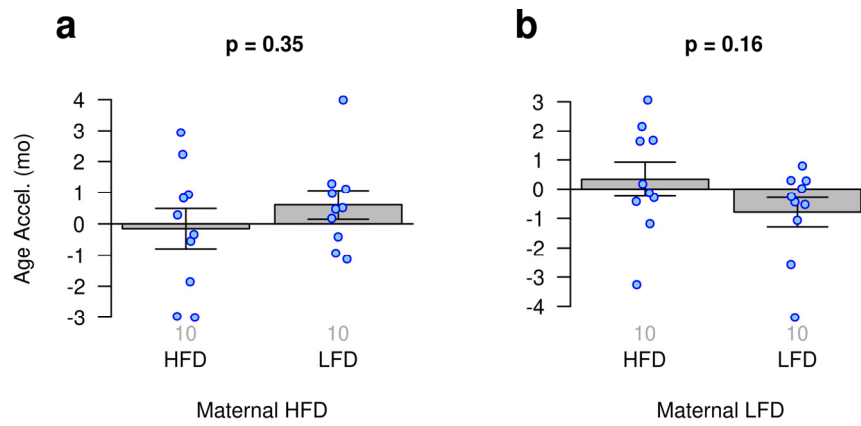 a
p = 0.35
Age Accel. (mo)
4
3
2
1
0
-1
-2
-3
10
10
HFD
LFD
Maternal HFD
b
p = 0.16
3
2
1
0
-1
-2
-3
-4
10
10
HFD
LFD
Maternal LFD